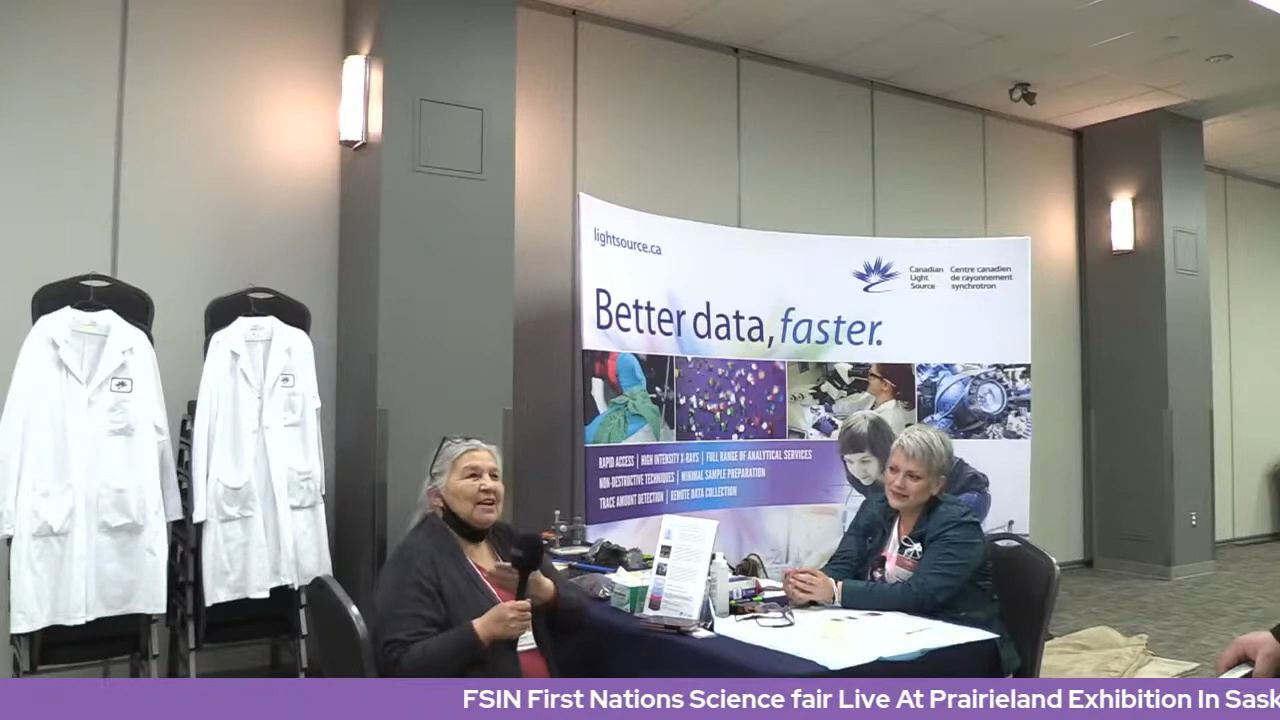 lightsource.ca
Canadian
Light
Source
Centre canadien
de rayonnement
synchrotron
Better data, faster.
RAPID ACCESS | HIGH INTENSITY X-RAYS | FULL RANGE OF ANALYTICAL SERVICES
NON-DESTRUCTIVE TECHNIQUES | MINIMAL SAMPLE PREPARATION
TRACE AMOUNT DETECTION | REMOTE DATA COLLECTION
FSIN First Nations Science fair Live At Prairieland Exhibition In Sask